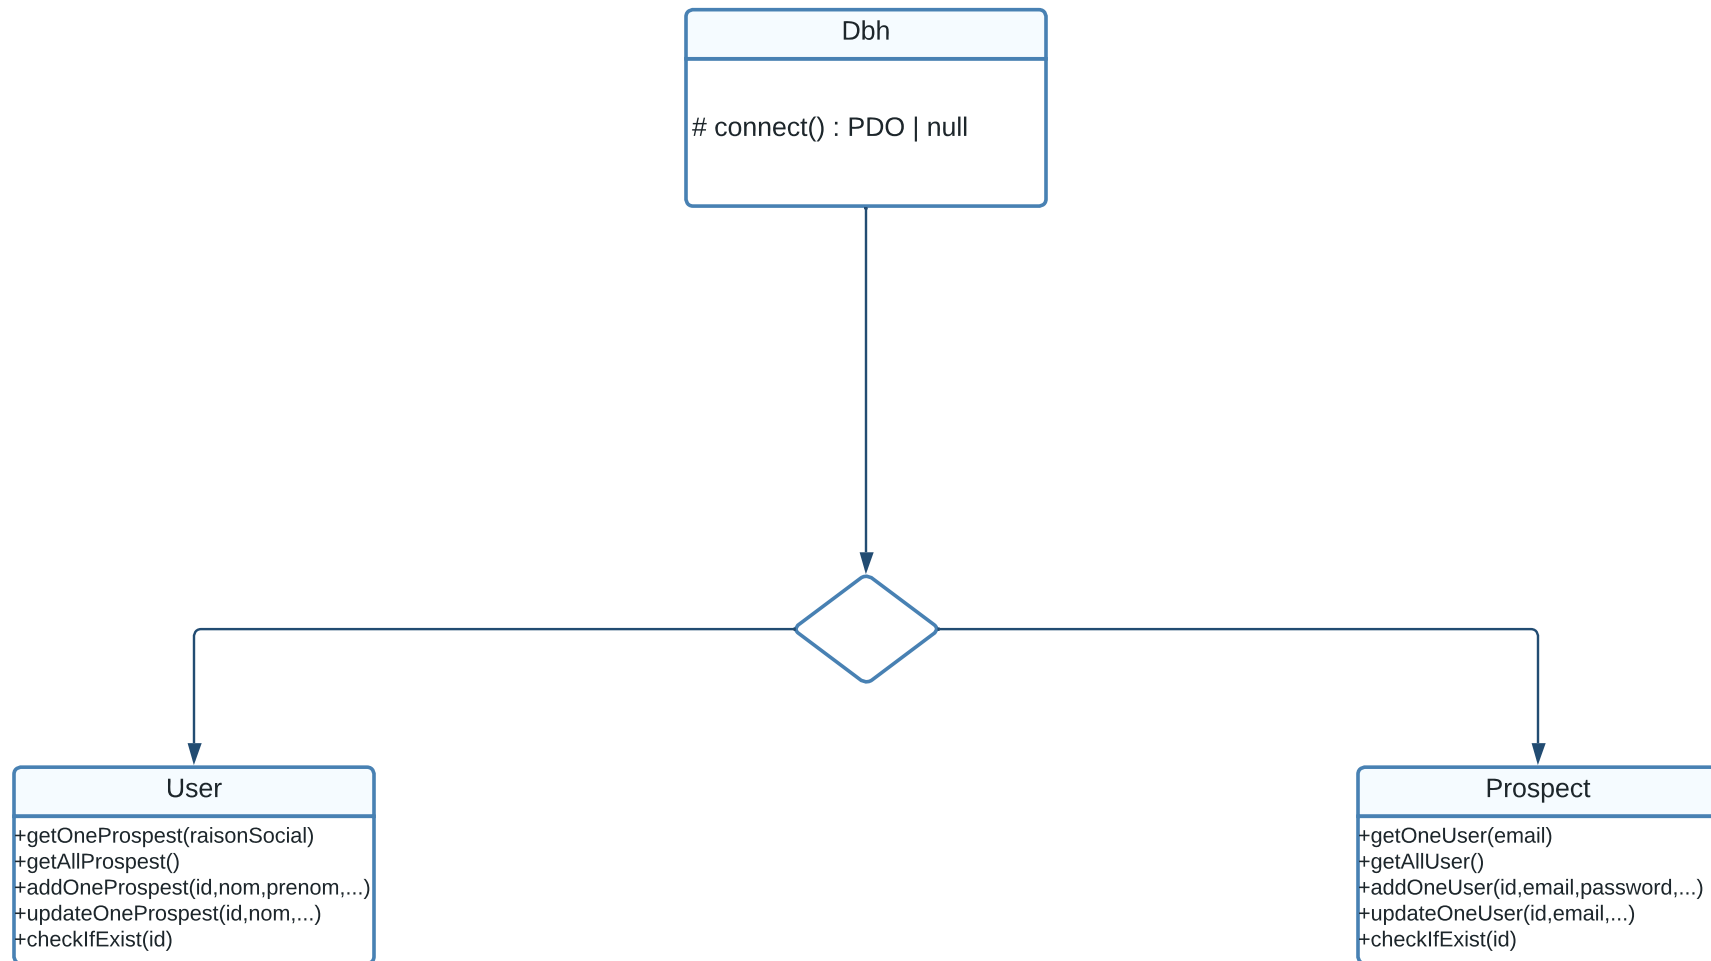 Dbh
# connect() : PDO | null
User
+getOneProspest(raisonSocial)
+getAllProspest()
+addOneProspest(id,nom,prenom,...)
+updateOneProspest(id,nom,...)
+checkIfExist(id)
Prospect
+getOneUser(email)
+getAllUser()
+addOneUser(id,email,password,...)
+updateOneUser(id,email,...)
+checkIfExist(id)